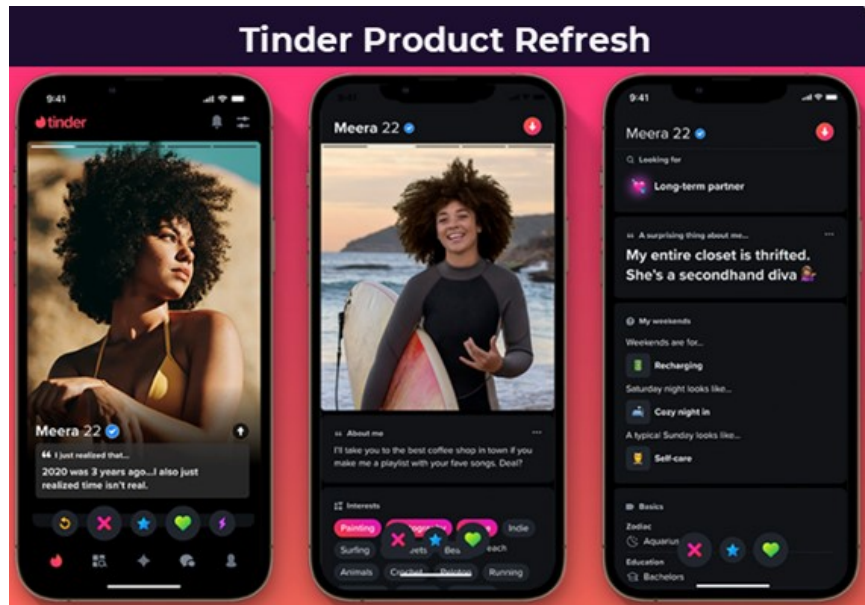 Tinder Product Refresh
9:41
tinder
Meera 22
I just realized that...
2020 was 3 years ago...I also just
realized time isn't real.
Meera 22
About me
I'll take you to the best coffee shop in town if you
make me a playlist with your fave songs. Deal?
Interests
Painting
Indie
Surfing
Animals
Crochet
Peloton
Running
9:41
Meera 22
Looking for
Long-term partner
A surprising thing about me...
My entire closet is thrifted.
She's a secondhand diva
My weekends
Weekends are for...
Recharging
Saturday night looks like...
Cozy night in
A typical Sunday looks like...
Self-care
Basics
Zodiac
Aquarius
Education
Bachelors